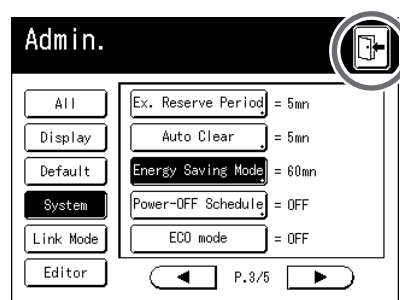 Admin.
All
Ex. Reserve Period = 5mn
Display
Auto Clear = 5mn
Default
Energy Saving Mode = 60mn
System
Power-OFF Schedule = OFF
Link Mode
ECO mode = OFF
Editor
P.3/5